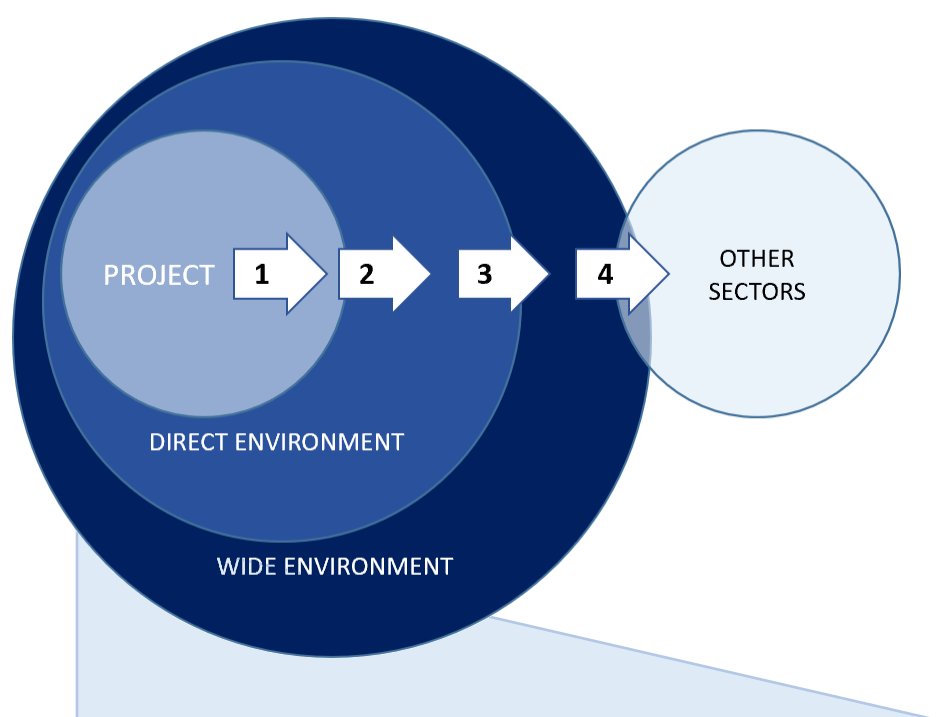 PROJECT
1
2
3
4
OTHER
SECTORS
DIRECT ENVIRONMENT
WIDE ENVIRONMENT